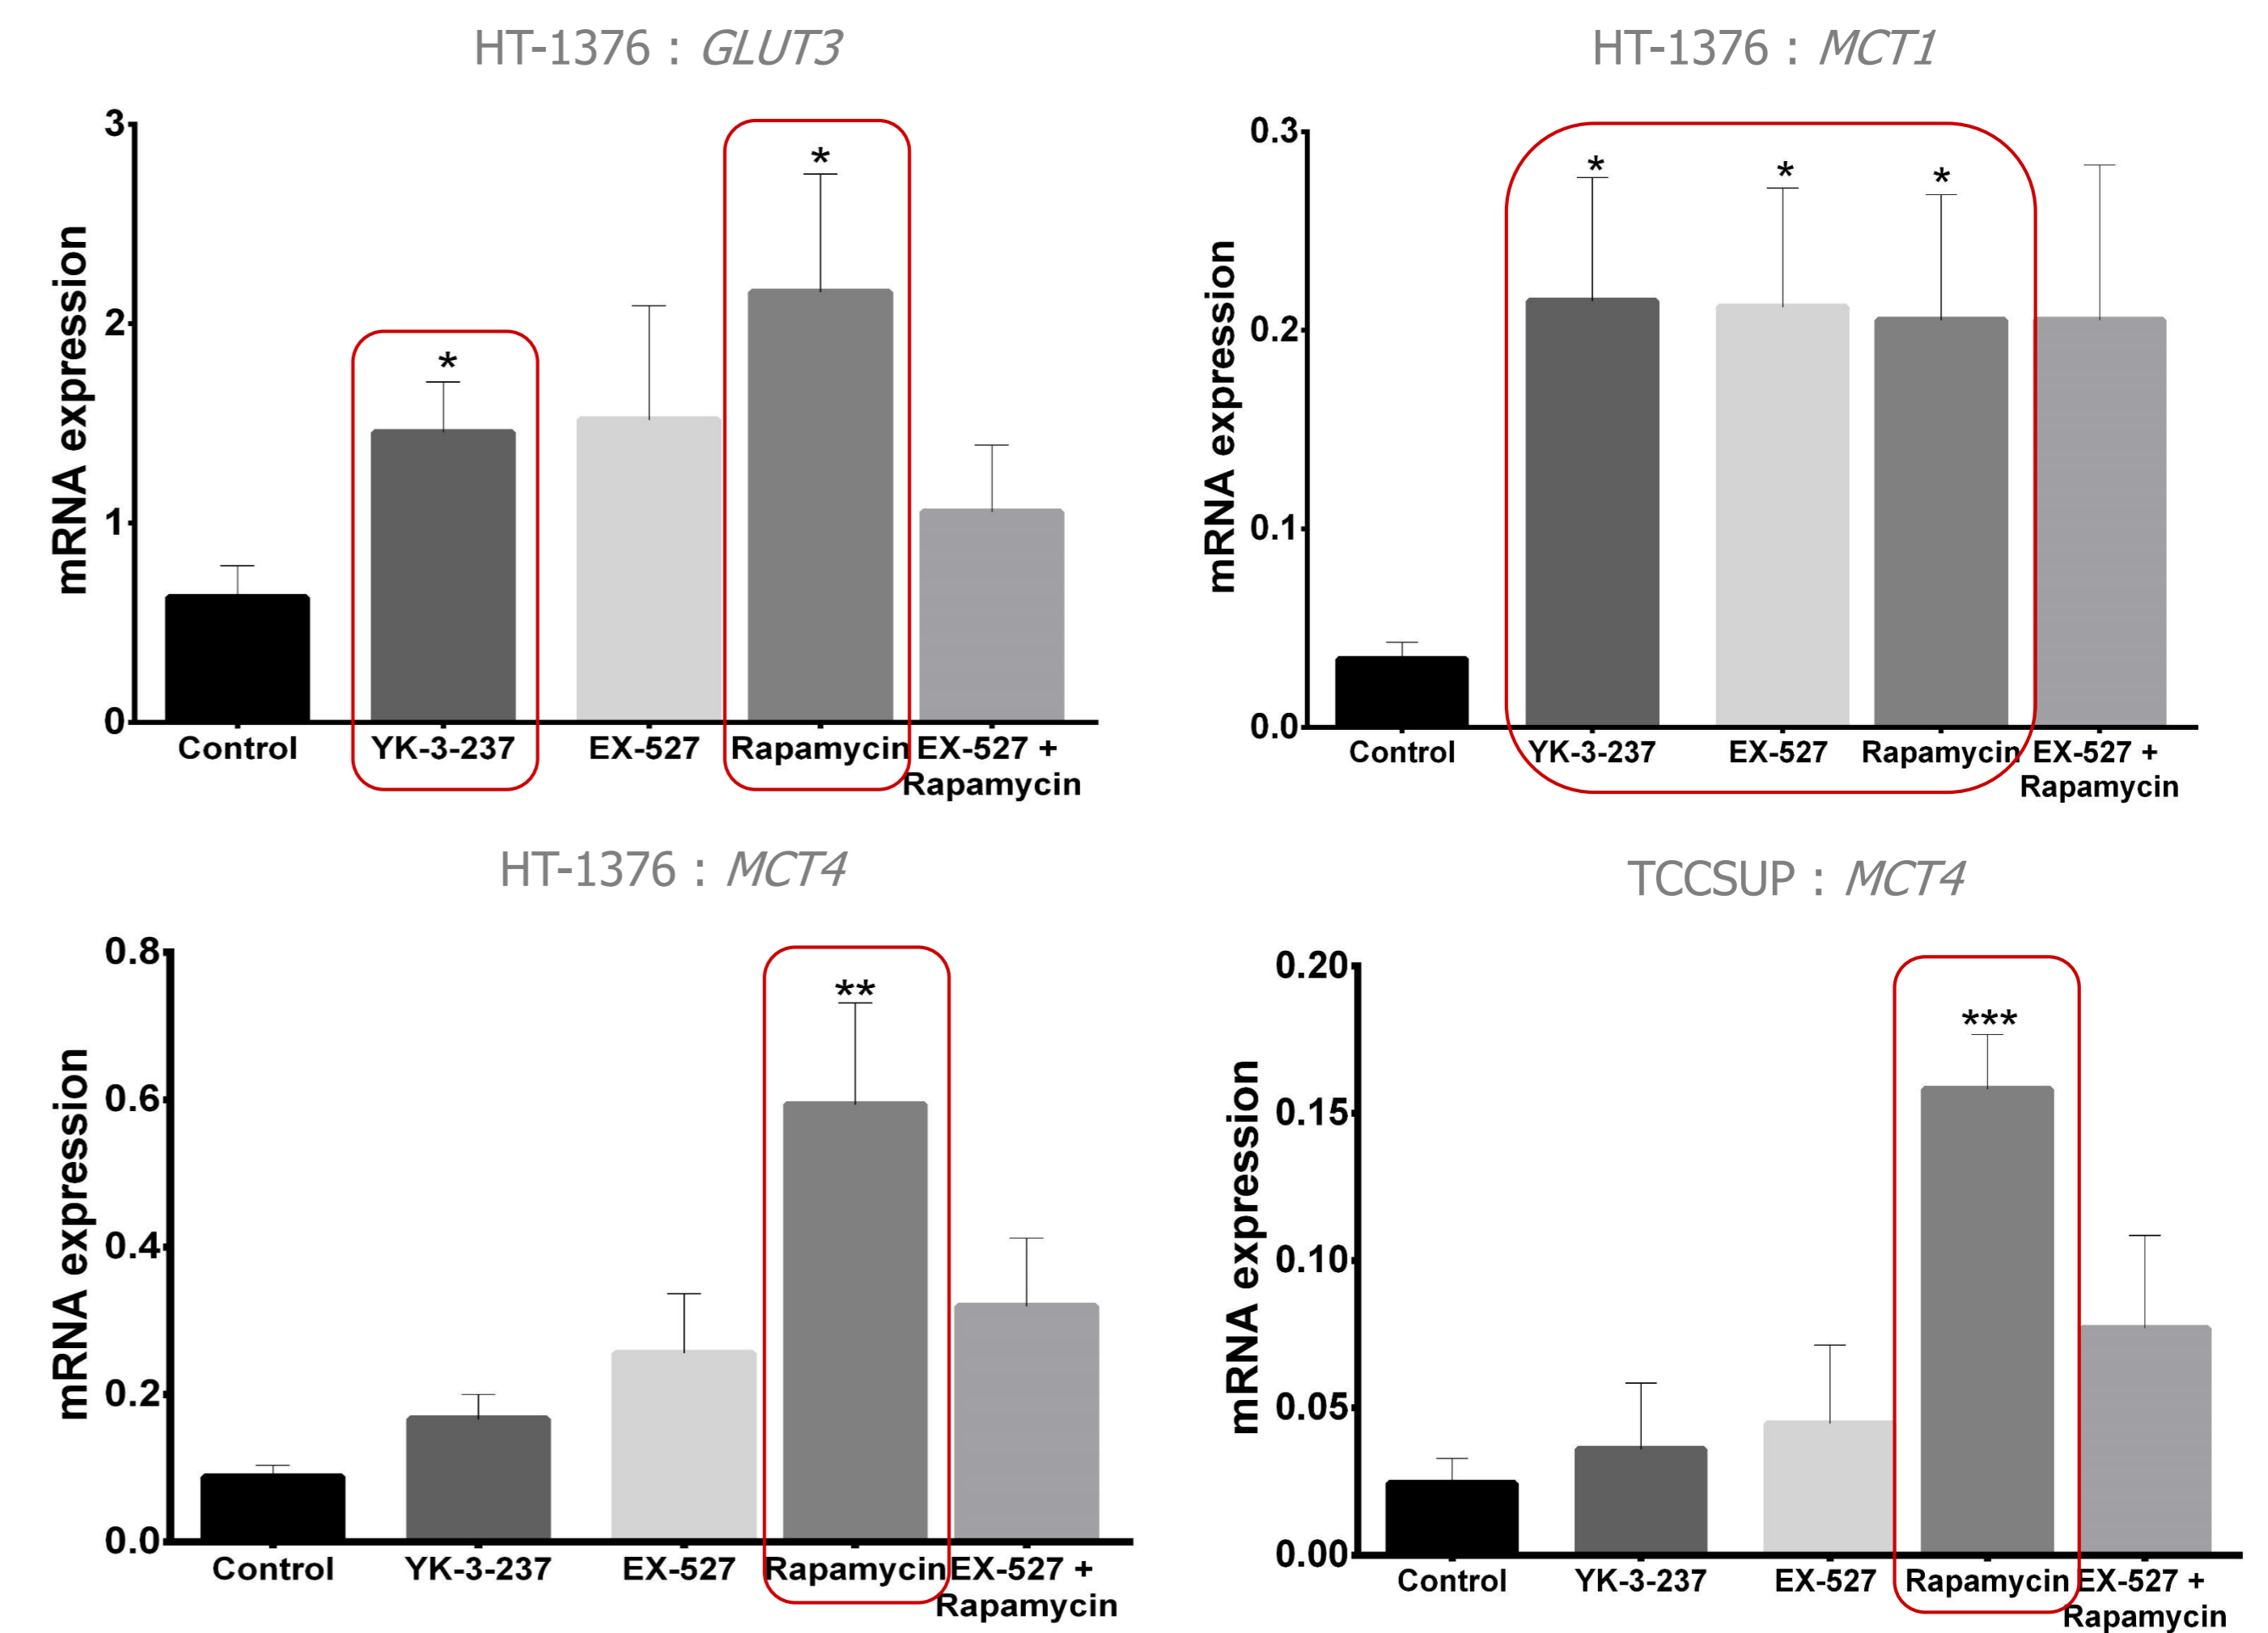 HT-1376 : GLUT3
mRNA expression
3
2
1
0
*
*
Control
YK-3-237
EX-527
Rapamycin
EX-527 +
Rapamycin
HT-1376 : MCT1
mRNA expression
0.3
0.2
0.1
0.0
*
*
*
Control
YK-3-237
EX-527
Rapamycin
EX-527 +
Rapamycin
HT-1376 : MCT4
mRNA expression
0.8
0.6
0.4
0.2
0.0
**
Control
YK-3-237
EX-527
Rapamycin
EX-527 +
Rapamycin
TCCSUP : MCT4
mRNA expression
0.20
0.15
0.10
0.05
0.00
***
Control
YK-3-237
EX-527
Rapamycin
EX-527 +
Rapamycin